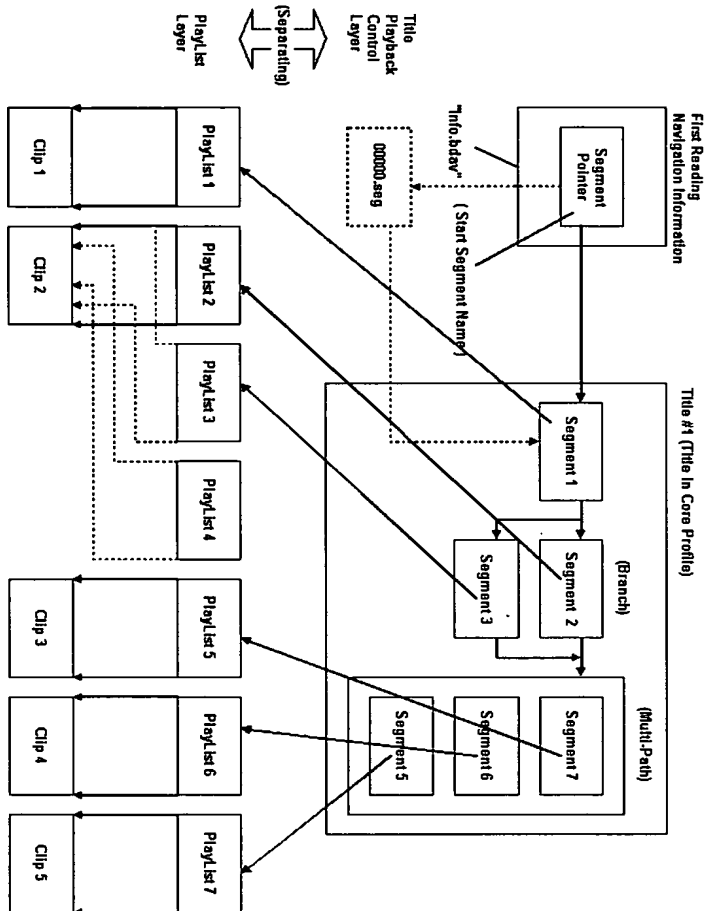 First Reading
Navigation Information
Title #1 (Title In Core Profile)
Segment
Pointer
"Info.bdav"
( Start Segment Name )
00000.seg
Segment 1
(Branch)
Segment 2
Segment 3
(Multi-Path)
Segment 7
Segment 6
Segment 5
Title
Playback
Control
Layer
(Separating)
PlayList
Layer
PlayList 1
PlayList 2
PlayList 3
PlayList 4
PlayList 5
PlayList 6
PlayList 7
Clip 1
Clip 2
Clip 3
Clip 4
Clip 5